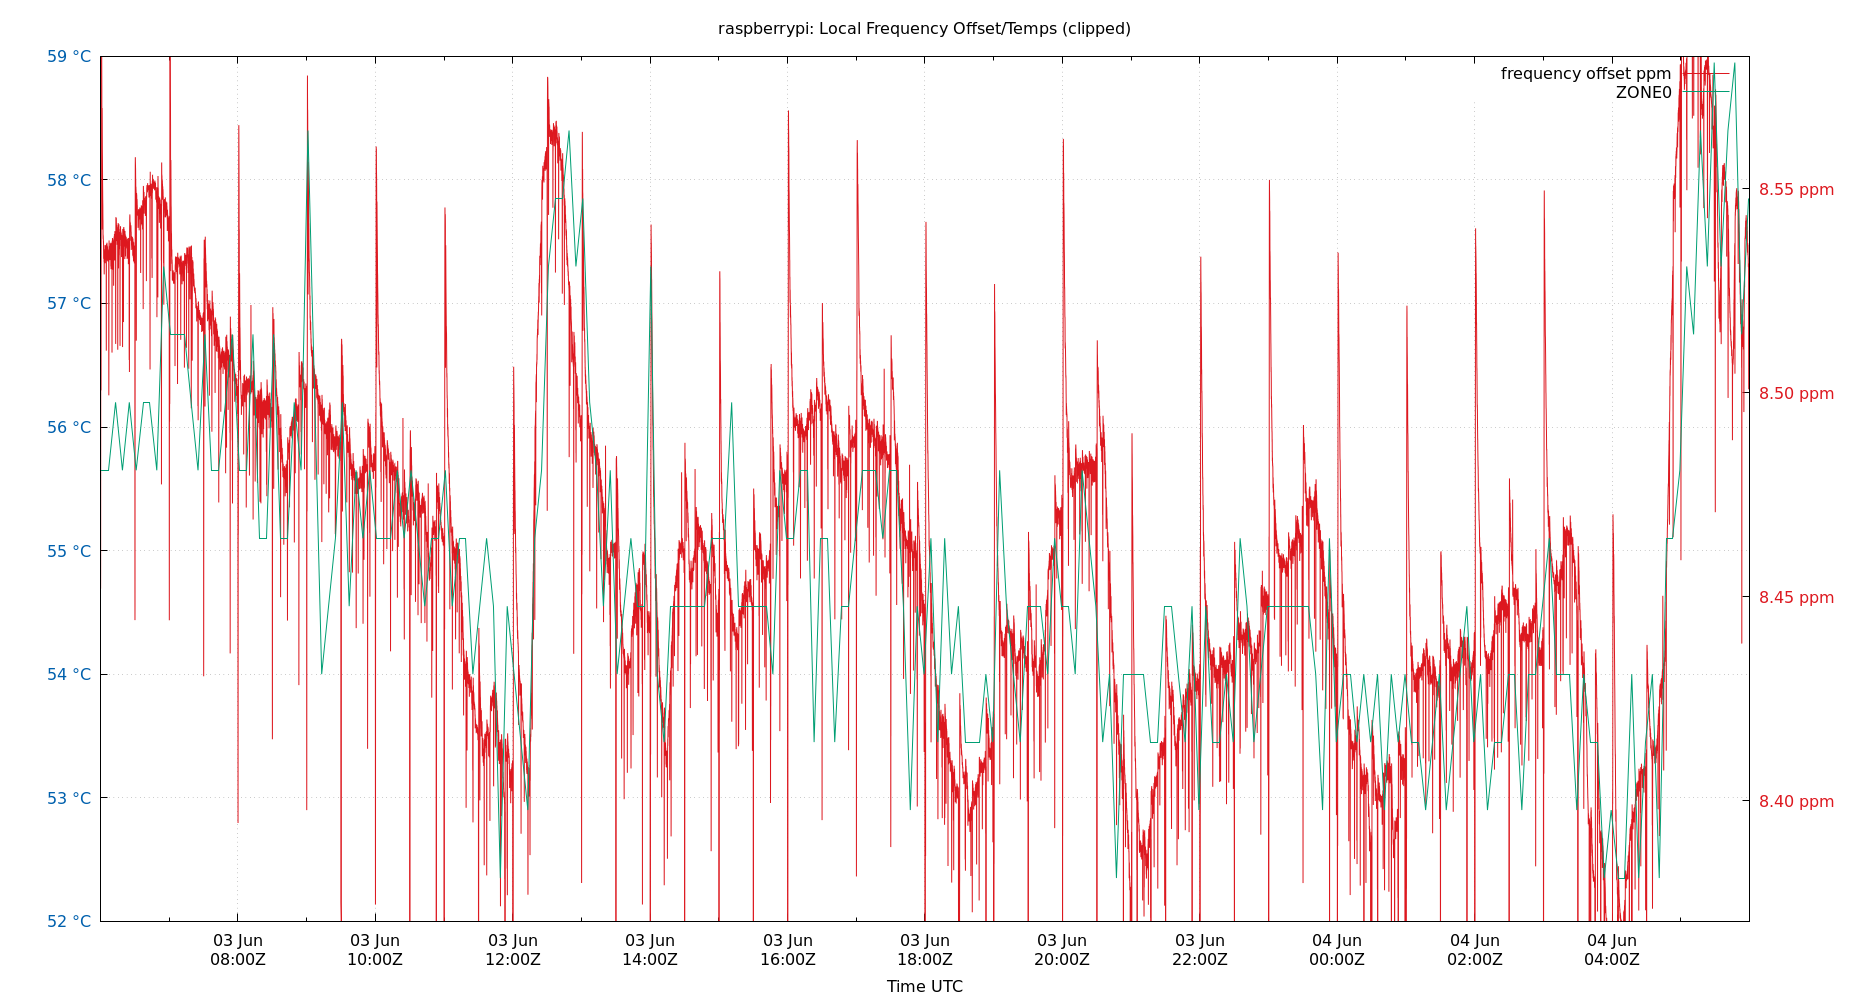 raspberrypi: Local Frequency Offset/Temps (clipped)
59 °C
58 °C
57 °C
56 °C
55 °C
54 °C
53 °C
52 °C
frequency offset ppm
ZONE0
8.55 ppm
8.50 ppm
8.45 ppm
8.40 ppm
03 Jun
08:00Z
03 Jun
10:00Z
03 Jun
12:00Z
03 Jun
14:00Z
03 Jun
16:00Z
03 Jun
18:00Z
03 Jun
20:00Z
03 Jun
22:00Z
04 Jun
00:00Z
04 Jun
02:00Z
04 Jun
04:00Z
Time UTC